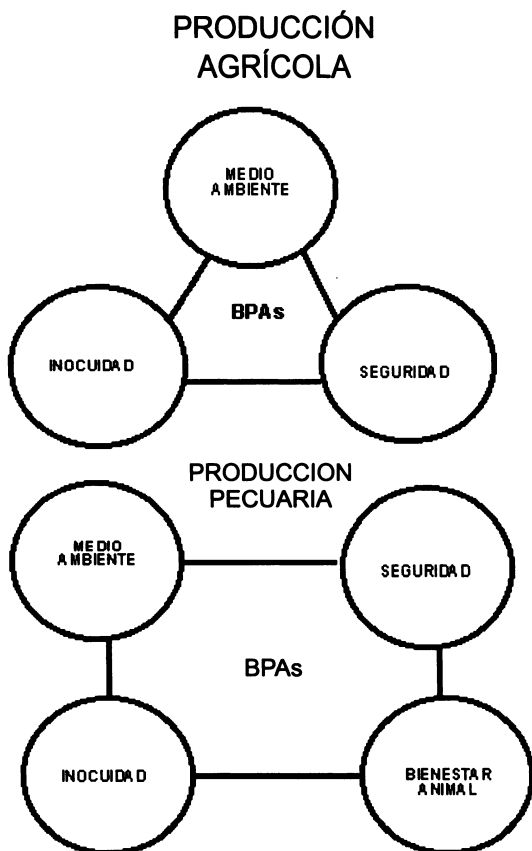 PRODUCCIÓN
AGRÍCOLA
MEDIO
AMBIENTE
BPAs
INOCUIDAD
SEGURIDAD
PRODUCCION
PECUARIA
MEDIO
AMBIENTE
SEGURIDAD
BPAs
INOCUIDAD
BIENESTAR
ANIMAL